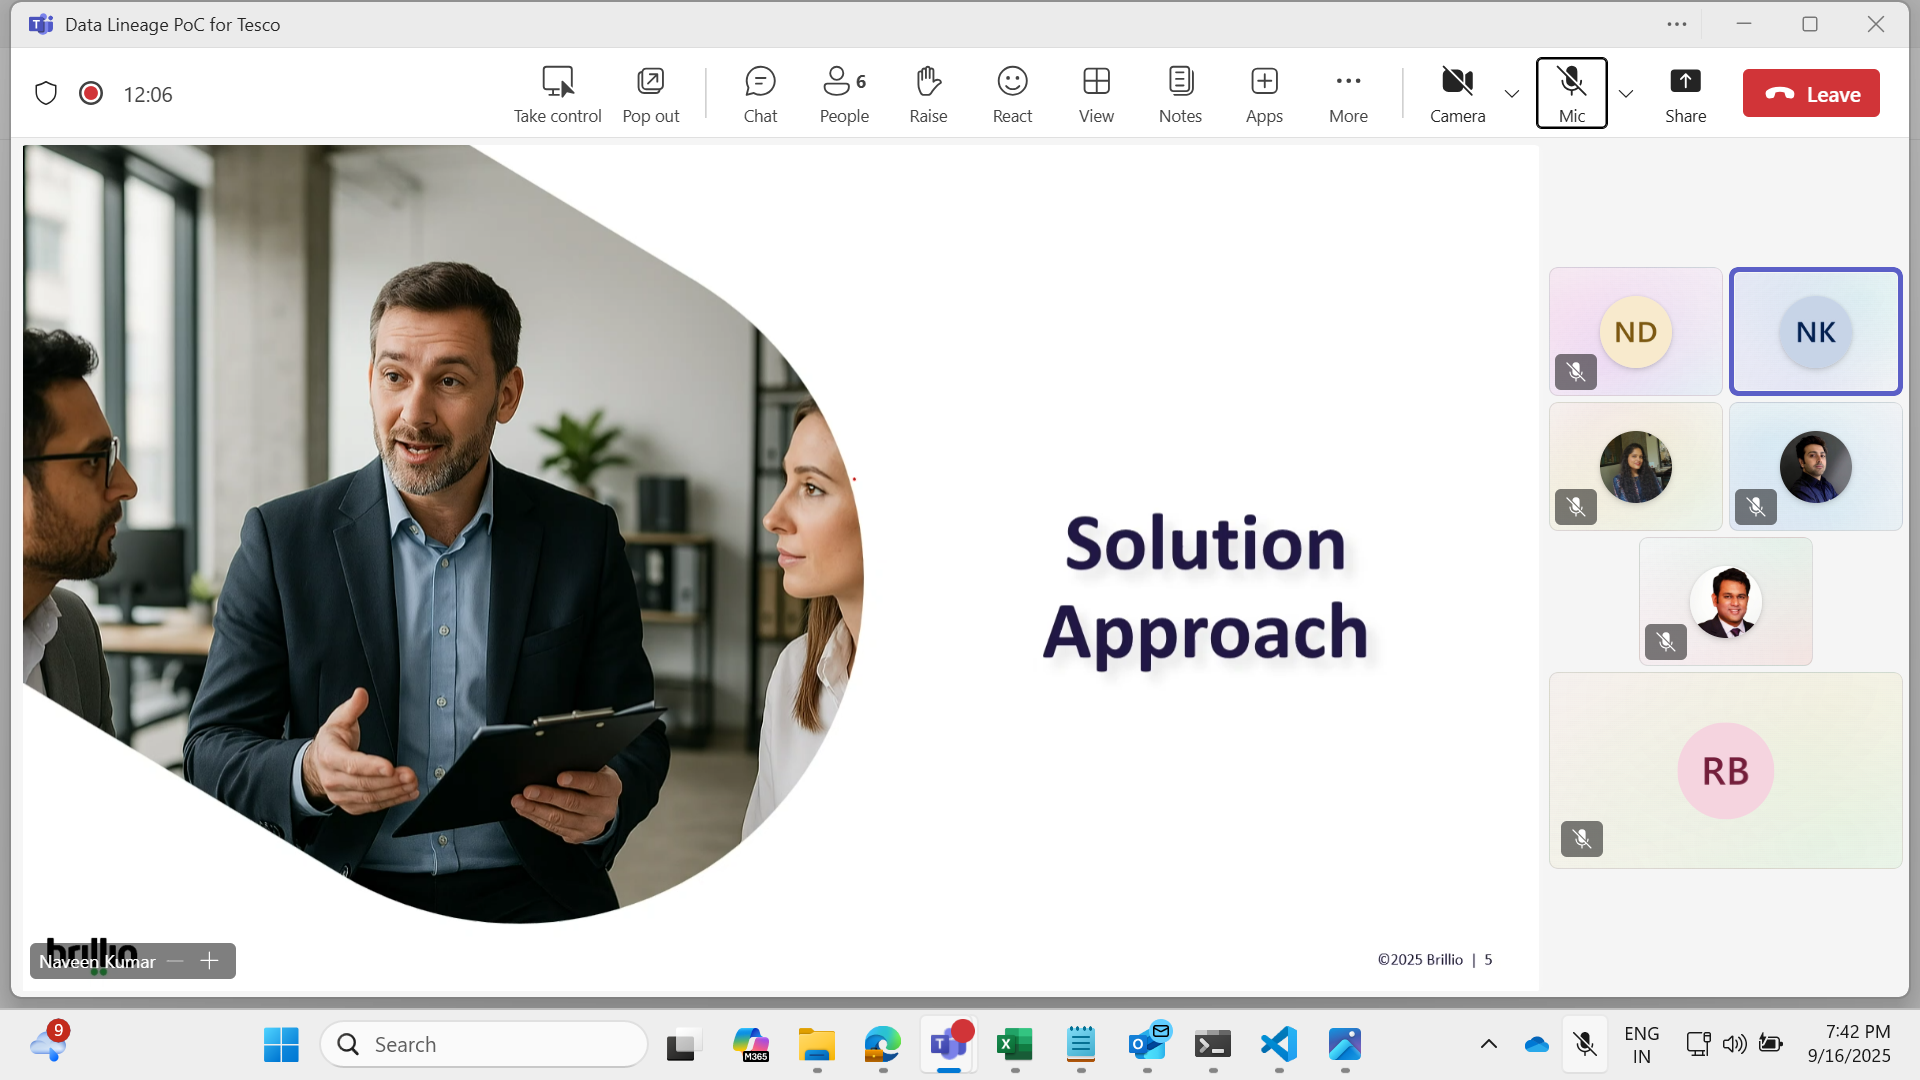 Data Lineage PoC for Tesco
12:06
Take control
Pop out
Chat
6
People
Raise
React
View
Notes
Apps
More
Camera
Mic
Share
Leave
ND
NK
Solution
Approach
RB
brillio
Naveen Kumar
©2025 Brillio | 5
9
Search
M365
ENG
IN
7:42 PM
9/16/2025